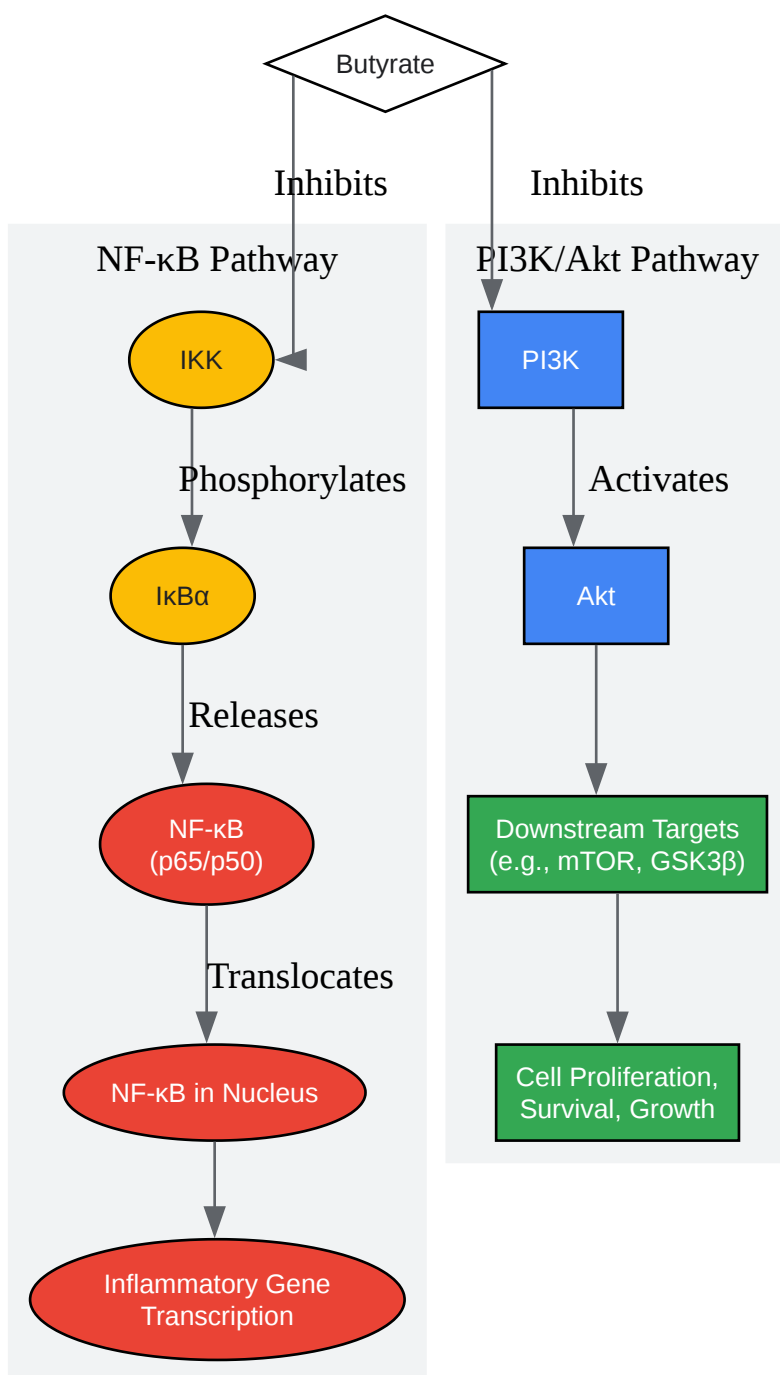 Butyrate
Inhibits
Inhibits
NF-κB Pathway
IKK
Phosphorylates
IκBα
Releases
NF-κB
(p65/p50)
Translocates
NF-κB in Nucleus
Inflammatory Gene
Transcription
PI3K/Akt Pathway
PI3K
Activates
Akt
Downstream Targets
(e.g., mTOR, GSK3β)
Cell Proliferation,
Survival, Growth